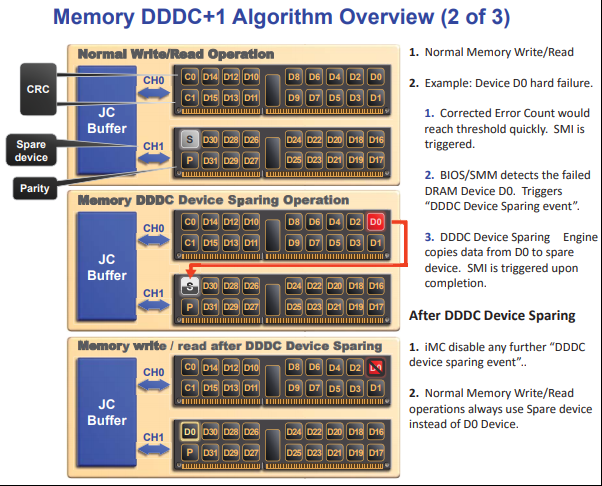 Memory DDDC+1 Algorithm Overview (2 of 3)
Normal Write/Read Operation
CRC
Spare device
Parity
JC Buffer
CH0
C0 D14 D12 D10 D8 D6 D4 D2 D0
C1 D15 D13 D11 D9 D7 D5 D3 D1
CH1
S D30 D28 D26 D24 D22 D20 D18 D16
P D31 D29 D27 D25 D23 D21 D19 D17
Memory DDDC Device Sparing Operation
JC Buffer
CH0
C0 D14 D12 D10 D8 D6 D4 D2 D0
C1 D15 D13 D11 D9 D7 D5 D3 D1
CH1
S D30 D28 D26 D24 D22 D20 D18 D16
P D31 D29 D27 D25 D23 D21 D19 D17
Memory write / read after DDDC Device Sparing
JC Buffer
CH0
C0 D14 D12 D10 D8 D6 D4 D2 D0
C1 D15 D13 D11 D9 D7 D5 D3 D1
CH1
D0 D30 D28 D26 D24 D22 D20 D18 D16
P D31 D29 D27 D25 D23 D21 D19 D17
1. Normal Memory Write/Read
2. Example: Device D0 hard failure.
1. Corrected Error Count would
reach threshold quickly. SMI is
triggered.
2. BIOS/SMM detects the failed
DRAM Device D0. Triggers
“DDDC Device Sparing event”.
3. DDDC Device Sparing Engine
copies data from D0 to spare
device. SMI is triggered upon
completion.
After DDDC Device Sparing
1. iMC disable any further “DDDC
device sparing event”..
2. Normal Memory Write/Read
operations always use Spare device
instead of D0 Device.